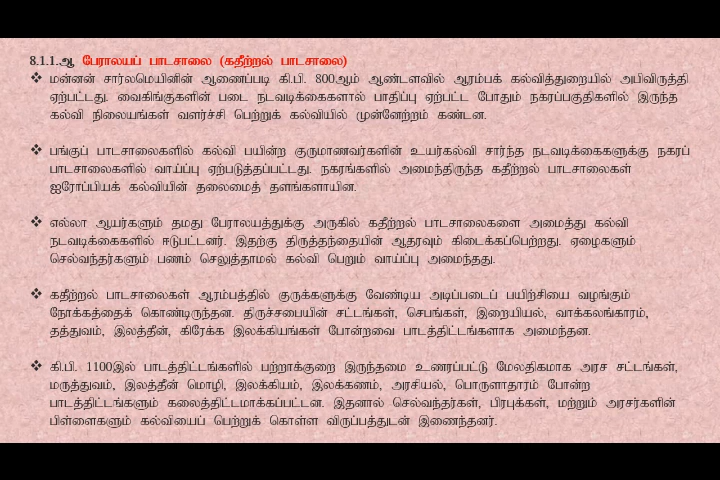 8.1.1.ஆ பேராலயப் பாடசாலை (கதீற்றல் பாடசாலை)
❖ மன்னன் சார்லமெயினின் ஆணைப்படி கி.பி. 800ஆம் ஆண்டளவில் ஆரம்பக் கல்வித்துறையில் அபிவிருத்தி
ஏற்பட்டது. வைகிங்குகளின் படை நடவடிக்கைகளால் பாதிப்பு ஏற்பட்ட போதும் நகரப்பகுதிகளில் இருந்த
கல்வி நிலையங்கள் வளர்ச்சி பெற்றுக் கல்வியில் முன்னேற்றம் கண்டன.
❖ பங்குப் பாடசாலைகளில் கல்வி பயின்ற குருமாணவர்களின் உயர்கல்வி சார்ந்த நடவடிக்கைகளுக்கு நகரப்
பாடசாலைகளில் வாய்ப்பு ஏற்படுத்தப்பட்டது. நகரங்களில் அமைந்திருந்த கதீற்றல் பாடசாலைகள்
ஐரோப்பியக் கல்வியின் தலைமைத் தளங்களாயின.
❖ எல்லா ஆயர்களும் தமது பேராலயத்துக்கு அருகில் கதீற்றல் பாடசாலைகளை அமைத்து கல்வி
நடவடிக்கைகளில் ஈடுபட்டனர். இதற்கு திருத்தந்தையின் ஆதரவும் கிடைக்கப்பெற்றது. ஏழைகளும்
செல்வந்தர்களும் பணம் செலுத்தாமல் கல்வி பெறும் வாய்ப்பு அமைந்தது.
❖ கதீற்றல் பாடசாலைகள் ஆரம்பத்தில் குருக்களுக்கு வேண்டிய அடிப்படைப் பயிற்சியை வழங்கும்
நோக்கத்தைக் கொண்டிருந்தன. திருச்சபையின் சட்டங்கள், செபங்கள், இறையியல், வாக்கலங்காரம்,
தத்துவம், இலத்தீன், கிரேக்க இலக்கியங்கள் போன்றவை பாடத்திட்டங்களாக அமைந்தன.
❖ கி.பி. 1100இல் பாடத்திட்டங்களில் பற்றாக்குறை இருந்தமை உணரப்பட்டு மேலதிகமாக அரச சட்டங்கள்,
மருத்துவம், இலத்தீன் மொழி, இலக்கியம், இலக்கணம், அரசியல், பொருளாதாரம் போன்ற
பாடத்திட்டங்களும் கலைத்திட்டமாக்கப்பட்டன. இதனால் செல்வந்தர்கள், பிரபுக்கள், மற்றும் அரசர்களின்
பிள்ளைகளும் கல்வியைப் பெற்றுக் கொள்ள விருப்பத்துடன் இணைந்தனர்.